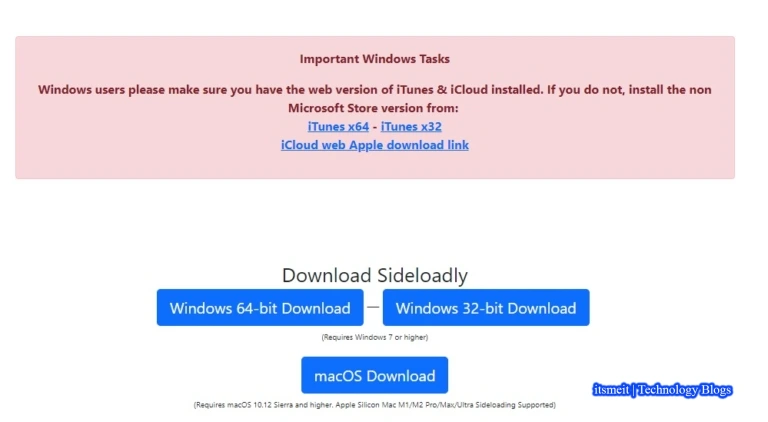 Important Windows Tasks
Windows users please make sure you have the web version of iTunes & iCloud installed. If you do not, install the non
Microsoft Store version from:
iTunes x64 - iTunes x32
iCloud web Apple download link
Download Sideloadly
Windows 64-bit Download — Windows 32-bit Download
(Requires Windows 7 or higher)
macOS Download
(Requires macOS 10.12 Sierra and higher. Apple Silicon Mac M1/M2 Pro/Max/Ultra Sideloading Supported)
itsmeit | Technology Blogs